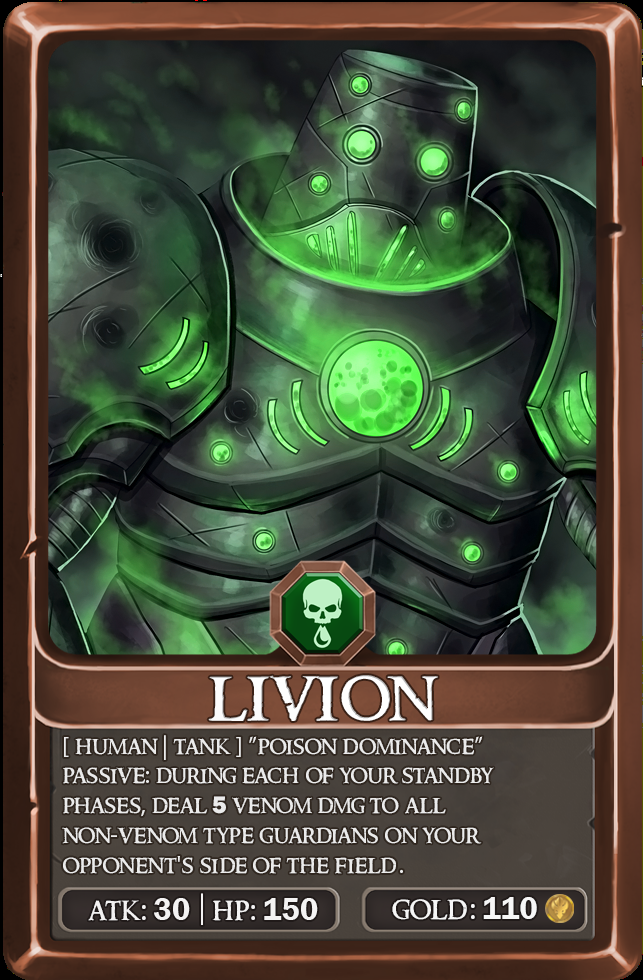 LIVION
[ HUMAN | TANK ] "POISON DOMINANCE"
PASSIVE: DURING EACH OF YOUR STANDBY
PHASES, DEAL 5 VENOM DMG TO ALL
NON-VENOM TYPE GUARDIANS ON YOUR
OPPONENT'S SIDE OF THE FIELD.
ATK: 30 | HP: 150
GOLD: 110